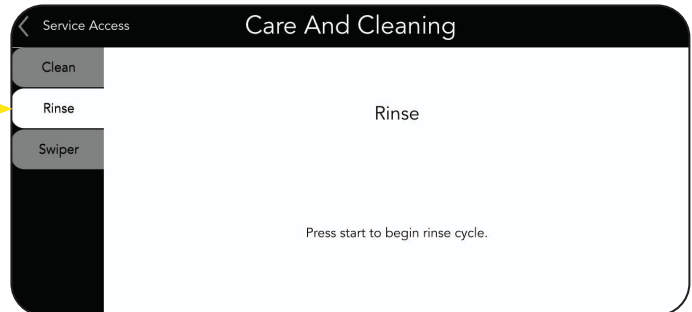 Service Access
Care And Cleaning
Clean
Rinse
Swiper
Rinse
Press start to begin rinse cycle.